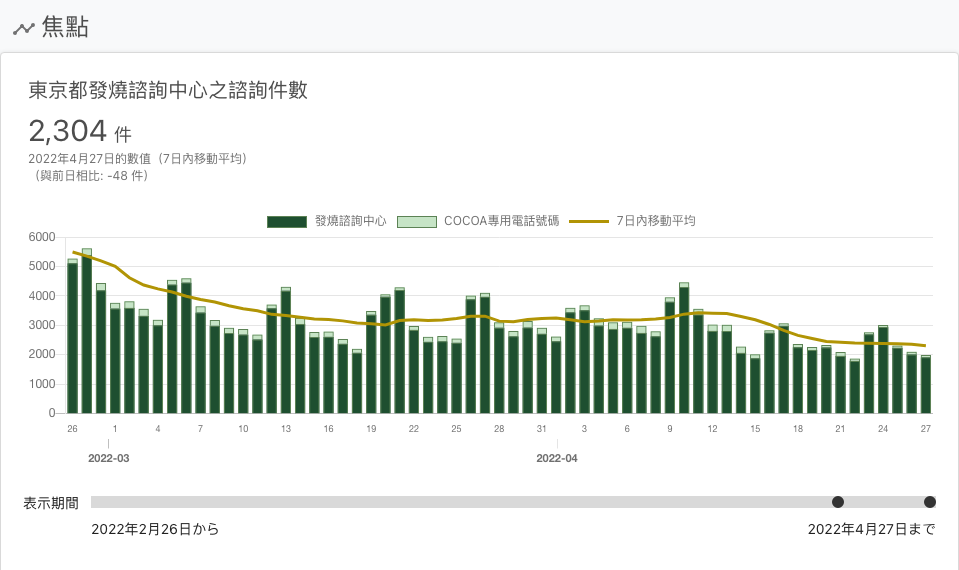 焦點
東京都發燒諮詢中心之諮詢件數
2,304 件
2022年4月27日的數值（7日內移動平均）
（與前日相比: -48 件）
發燒諮詢中心 COCOA專用電話號碼 7日內移動平均
6000
5000
4000
3000
2000
1000
0
26 1 4 7 10 13 16 19 22 25 28 31 3 6 9 12 15 18 21 24 27
2022-03 2022-04
表示期間
2022年2月26日から 2022年4月27日まで